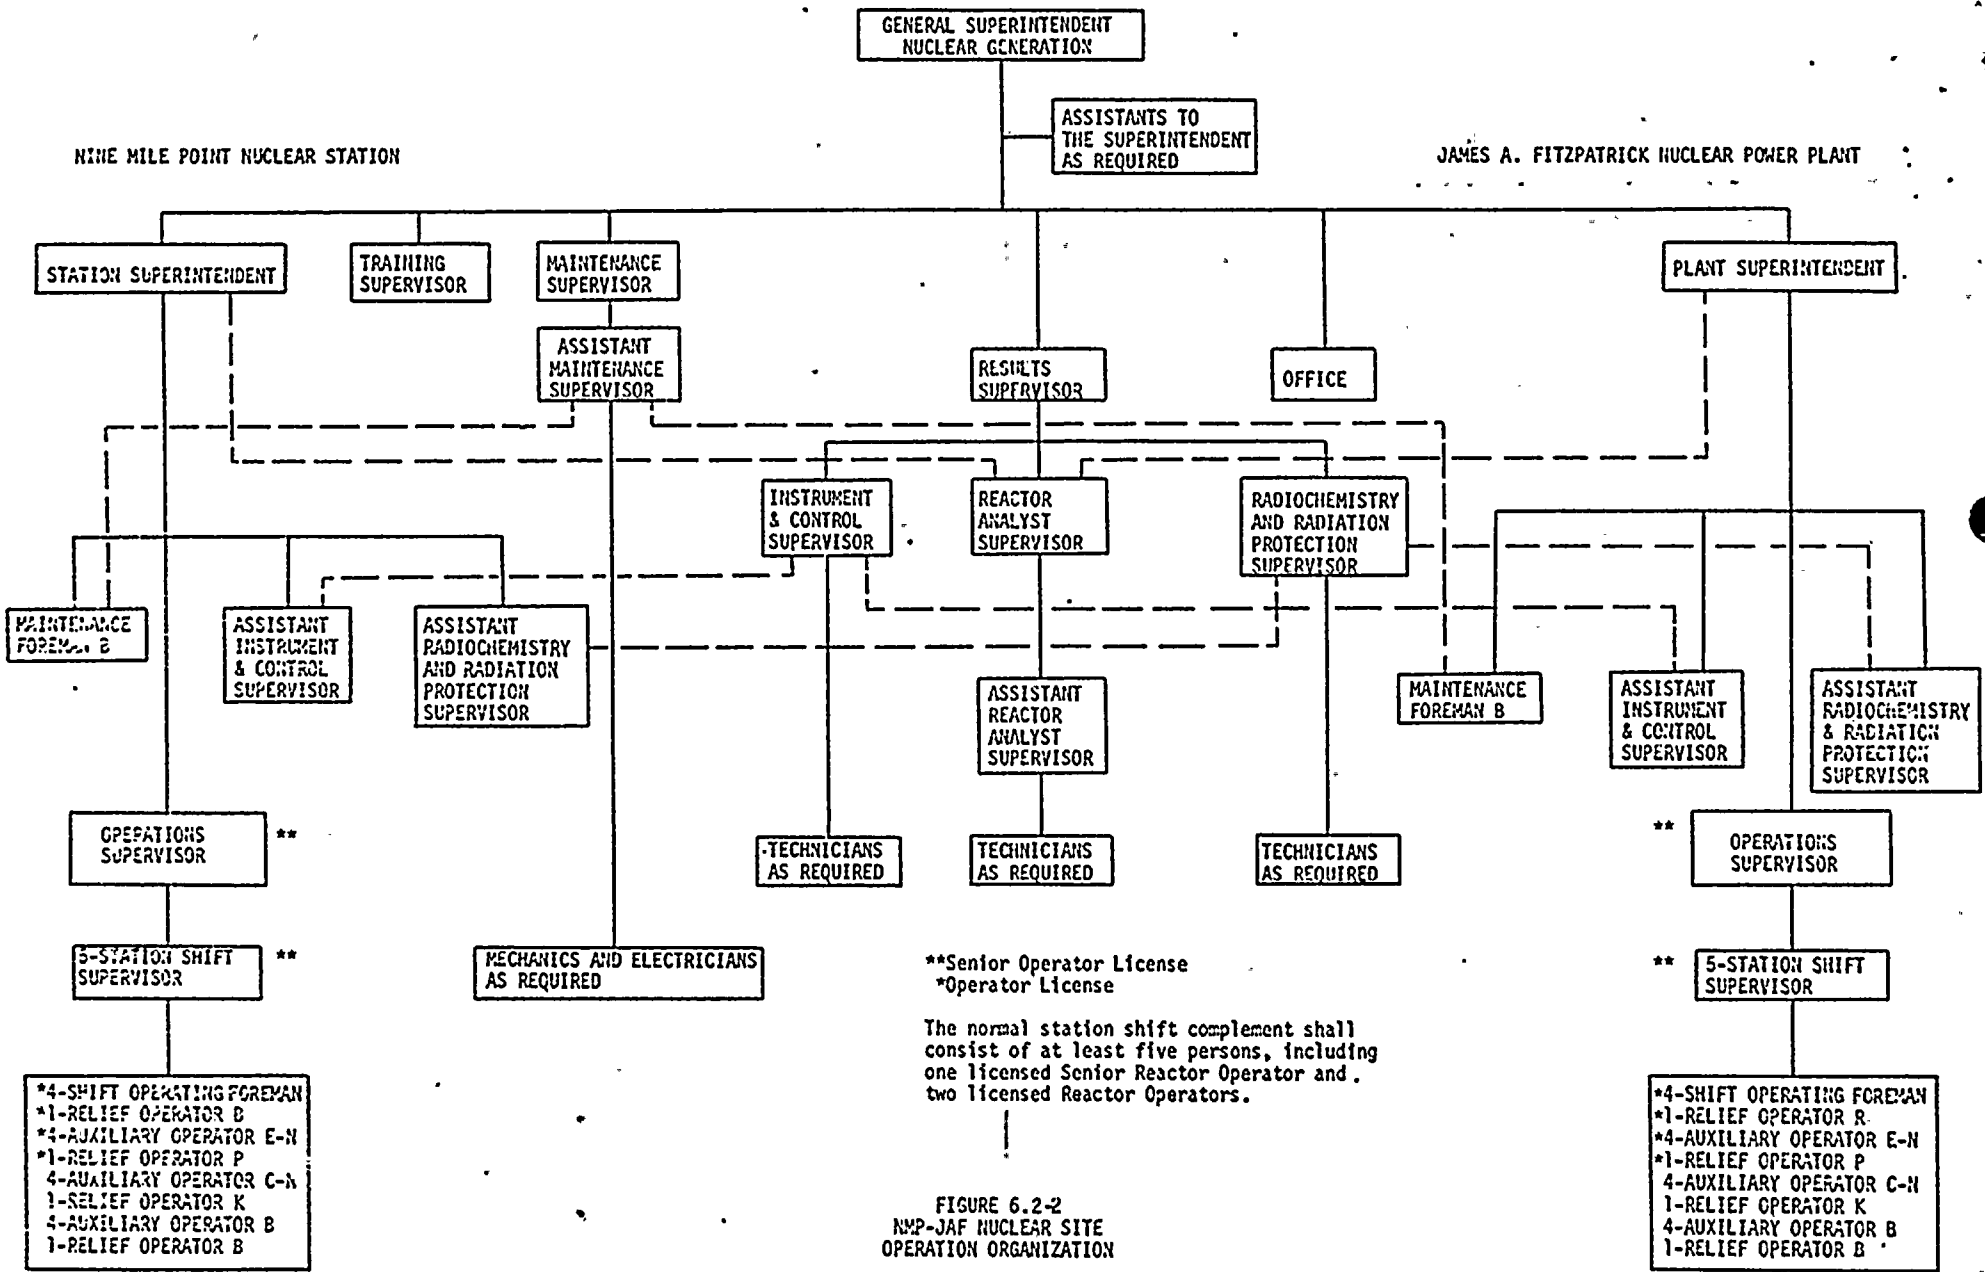 GENERAL SUPERINTENDENT
NUCLEAR GENERATION
ASSISTANTS TO
THE SUPERINTENDENT
AS REQUIRED
NINE MILE POINT NUCLEAR STATION
JAMES A. FITZPATRICK NUCLEAR POWER PLANT
STATION SUPERINTENDENT
TRAINING
SUPERVISOR
MAINTENANCE
SUPERVISOR
PLANT SUPERINTENDENT
ASSISTANT
MAINTENANCE
SUPERVISOR
RESULTS
SUPERVISOR
OFFICE
INSTRUMENT
& CONTROL
SUPERVISOR
REACTOR
ANALYST
SUPERVISOR
RADIOCHEMISTRY
AND RADIATION
PROTECTION
SUPERVISOR
MAINTENANCE
FOREMAN B
ASSISTANT
INSTRUMENT
& CONTROL
SUPERVISOR
ASSISTANT
RADIOCHEMISTRY
AND RADIATION
PROTECTION
SUPERVISOR
ASSISTANT
REACTOR
ANALYST
SUPERVISOR
MAINTENANCE
FOREMAN B
ASSISTANT
INSTRUMENT
& CONTROL
SUPERVISOR
ASSISTANT
RADIOCHEMISTRY
& RADIATION
PROTECTION
SUPERVISOR
OPERATIONS
SUPERVISOR
**
TECHNICIANS
AS REQUIRED
TECHNICIANS
AS REQUIRED
TECHNICIANS
AS REQUIRED
**
OPERATIONS
SUPERVISOR
5-STATION SHIFT
SUPERVISOR
**
MECHANICS AND ELECTRICIANS
AS REQUIRED
**Senior Operator License
*Operator License
**
5-STATION SHIFT
SUPERVISOR
The normal station shift complement shall
consist of at least five persons, including
one licensed Senior Reactor Operator and
two licensed Reactor Operators.
*4-SHIFT OPERATING FOREMAN
*1-RELIEF OPERATOR
*4-AUXILIARY OPERATOR E-N
*1-RELIEF OPERATOR P
4-AUXILIARY OPERATOR C-N
1-RELIEF OPERATOR K
4-AUXILIARY OPERATOR B
1-RELIEF OPERATOR B
*4-SHIFT OPERATING FOREMAN
*1-RELIEF OPERATOR R
*4-AUXILIARY OPERATOR E-N
*1-RELIEF OPERATOR P
4-AUXILIARY OPERATOR C-N
1-RELIEF OPERATOR K
4-AUXILIARY OPERATOR B
1-RELIEF OPERATOR B
FIGURE 6.2-2
NMP-JAF NUCLEAR SITE
OPERATION ORGANIZATION